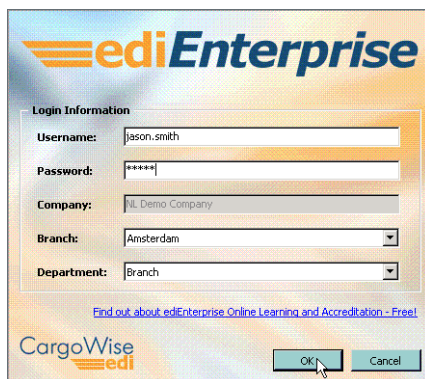 ediEnterprise
Login Information
Username: jason.smith
Password: *****
Company: NL Demo Company
Branch: Amsterdam
Department: Branch
Find out about ediEnterprise Online Learning and Accreditation - Free!
CargoWise
edi
OK Cancel